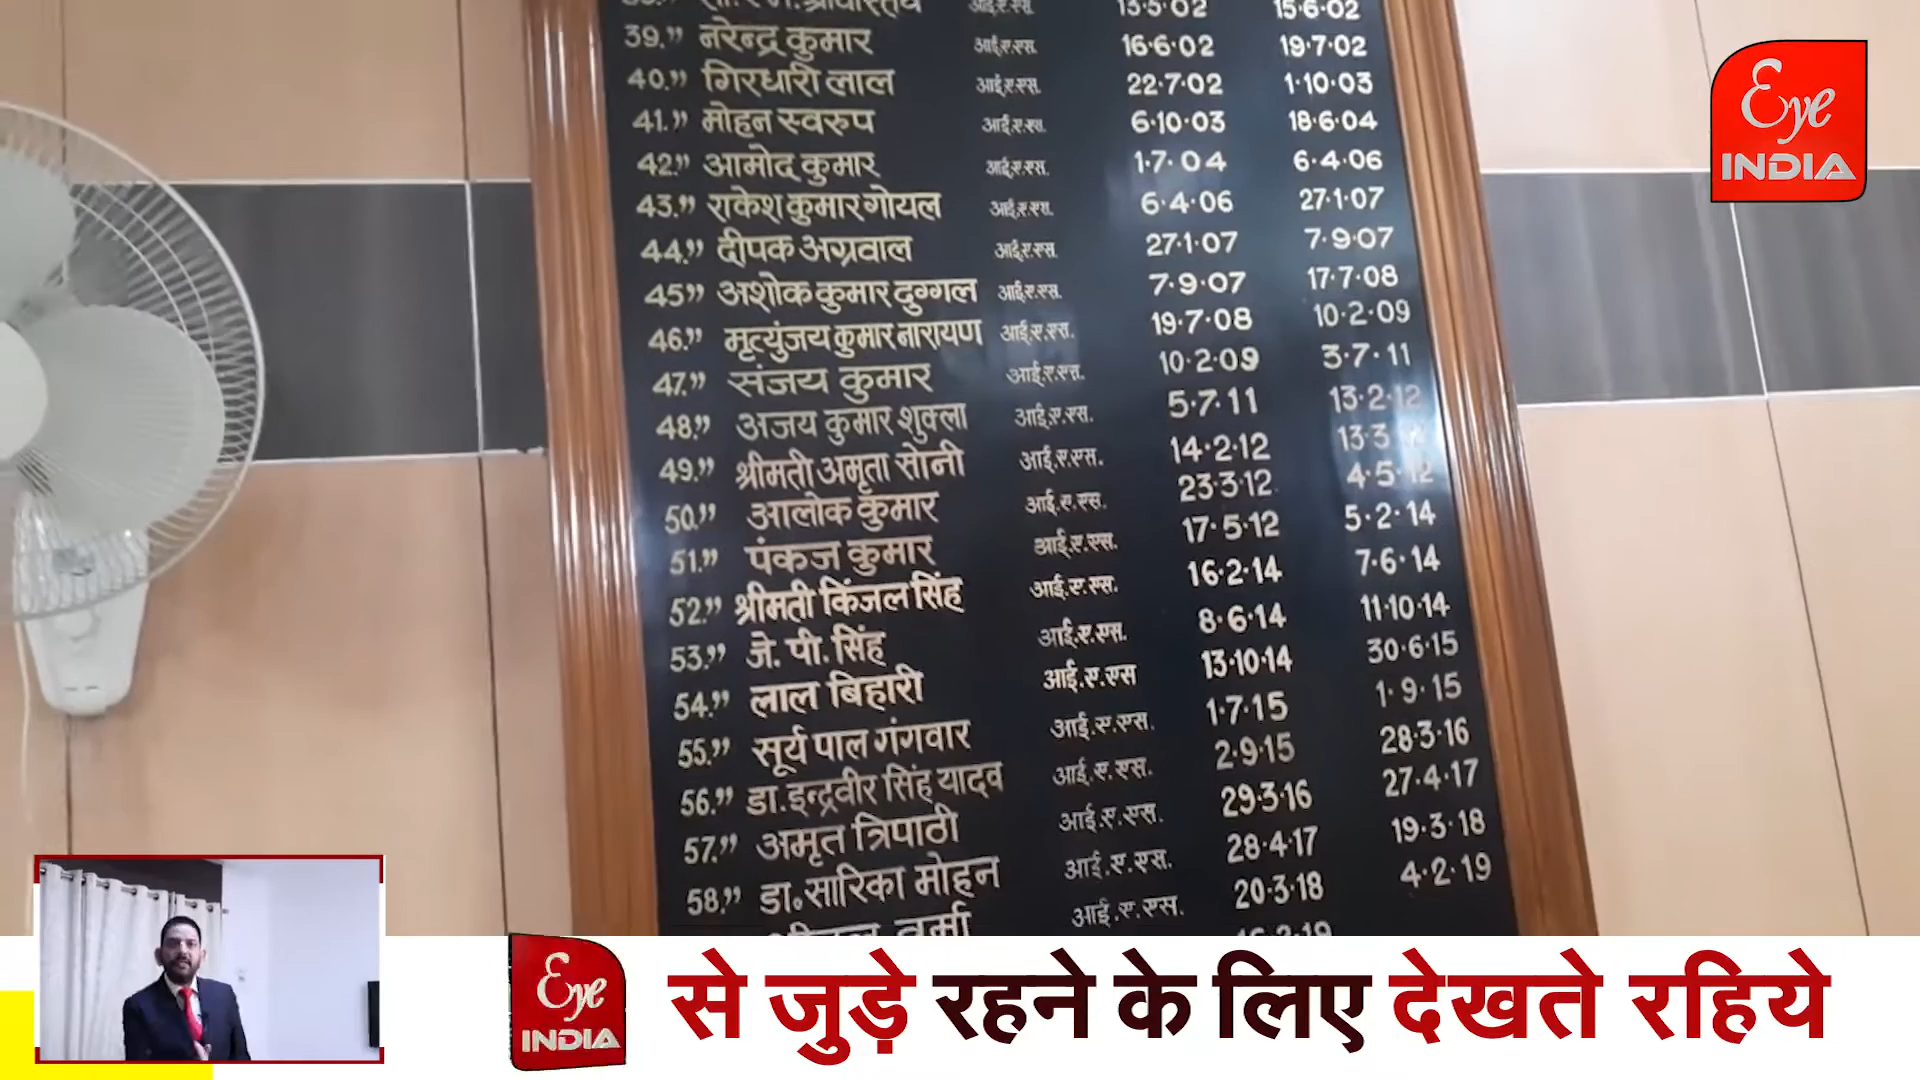 39.” नरेन्द्र कुमार आई.ए.एस. 16·6·02 19·7·02
40.” गिरधारी लाल आई.ए.एस. 22·7·02 1·10·03
41.” मोहन स्वरुप आई.ए.एस. 6·10·03 18·6·04
42.” आमोद कुमार आई.ए.एस. 1·7·04 6·4·06
43.” राकेश कुमार गोयल आई.ए.एस. 6·4·06 27·1·07
44.” दीपक अग्रवाल आई.ए.एस. 27·1·07 7·9·07
45” अशोक कुमार दुग्गल आई.ए.एस. 7·9·07 17·7·08
46.” मृत्युंजय कुमार नारायण आई.ए.एस. 19·7·08 10·2·09
47.” संजय कुमार आई.ए.एस. 10·2·09 3·7·11
48.” अजय कुमार शुक्ला आई.ए.एस. 5·7·11 13·2·12
49.” श्रीमती अमृता सोनी आई.ए.एस. 14·2·12 13·3
50.” आलोक कुमार आई.ए.एस. 23·3·12 4·5·12
51.” पंकज कुमार आई.ए.एस. 17·5·12 5·2·14
52.” श्रीमती किंजल सिंह आई.ए.एस. 16·2·14 7·6·14
53.” जे. पी. सिंह आई.ए.एस. 8·6·14 11·10·14
54.” लाल बिहारी आई.ए.एस 13·10·14 30·6·15
55.” सूर्य पाल गंगवार आई.ए.एस. 1·7·15 1·9·15
56.” डा.इन्द्रवीर सिंह यादव आई.ए.एस. 2·9·15 28·3·16
57.” अमृत त्रिपाठी आई.ए.एस. 29·3·16 27·4·17
58.” डा॰सारिका मोहन आई.ए.एस. 28·4·17 19·3·18
वर्मा आई.ए.एस. 20·3·18 4·2·19
Eye
INDIA
Eye
INDIA
से जुड़े रहने के लिए देखते रहिये